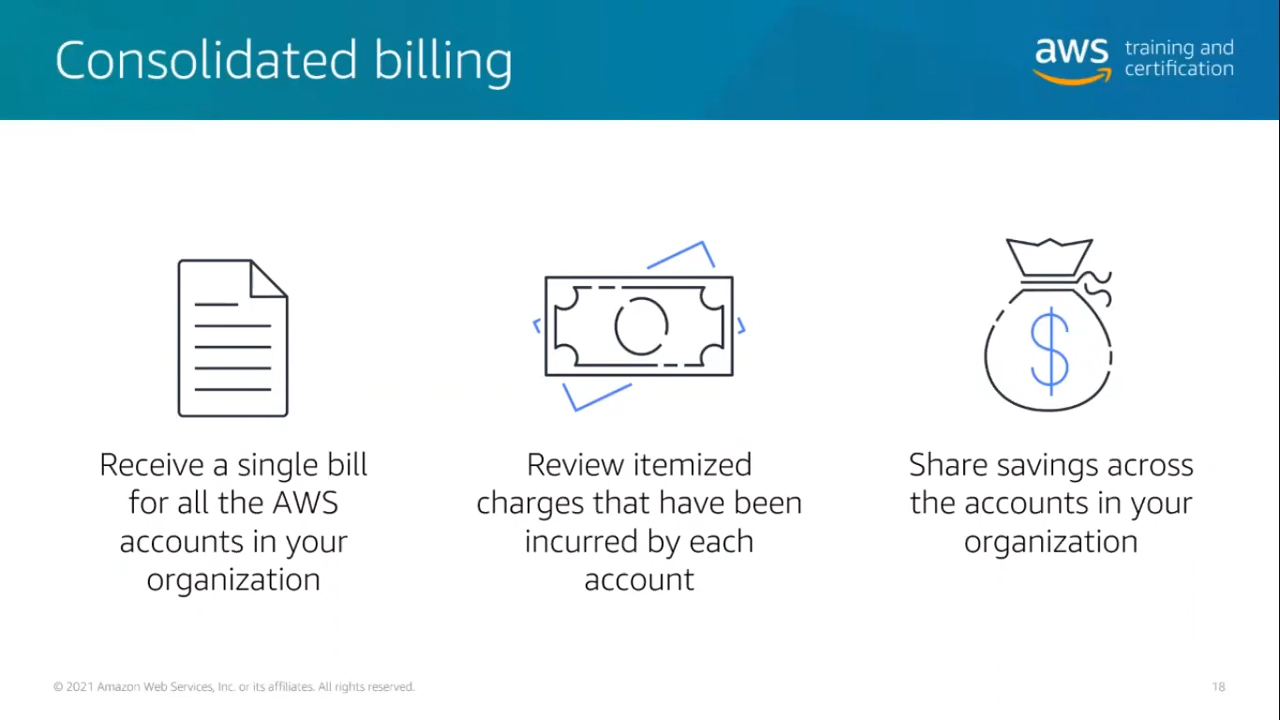 Consolidated billing
aws training and
certification
Receive a single bill
for all the AWS
accounts in your
organization
Review itemized
charges that have been
incurred by each
account
Share savings across
the accounts in your
organization
$
© 2021 Amazon Web Services, Inc. or its affiliates. All rights reserved.
18